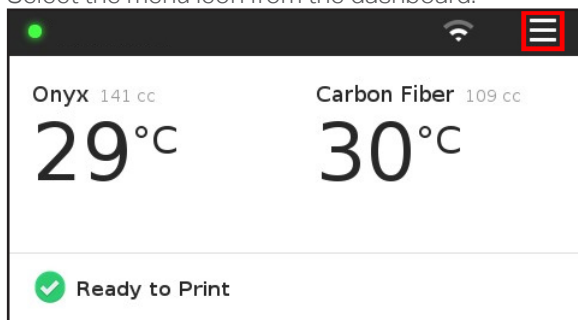 Select the menu icon from the dashboard.
Onyx 141 cc Carbon Fiber 109 cc
29°C 30°C
Ready to Print